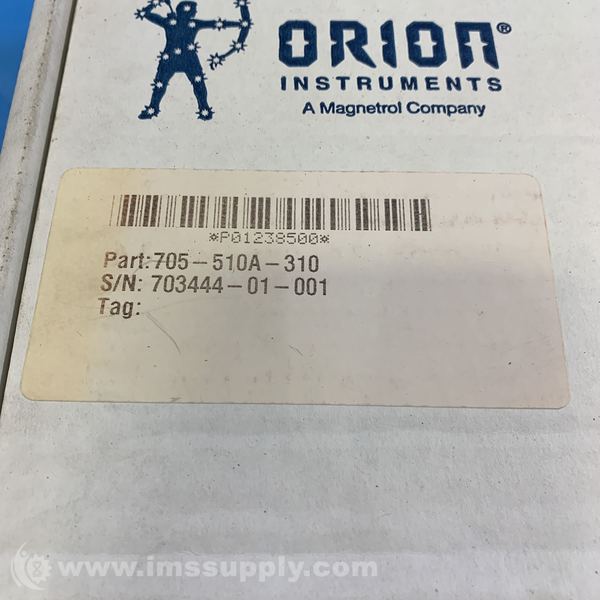 ORION®
INSTRUMENTS
A Magnetrol Company
*P01238500*
Part:705-510A-310
S/N: 703444-01-001
Tag:
www.imssupply.com